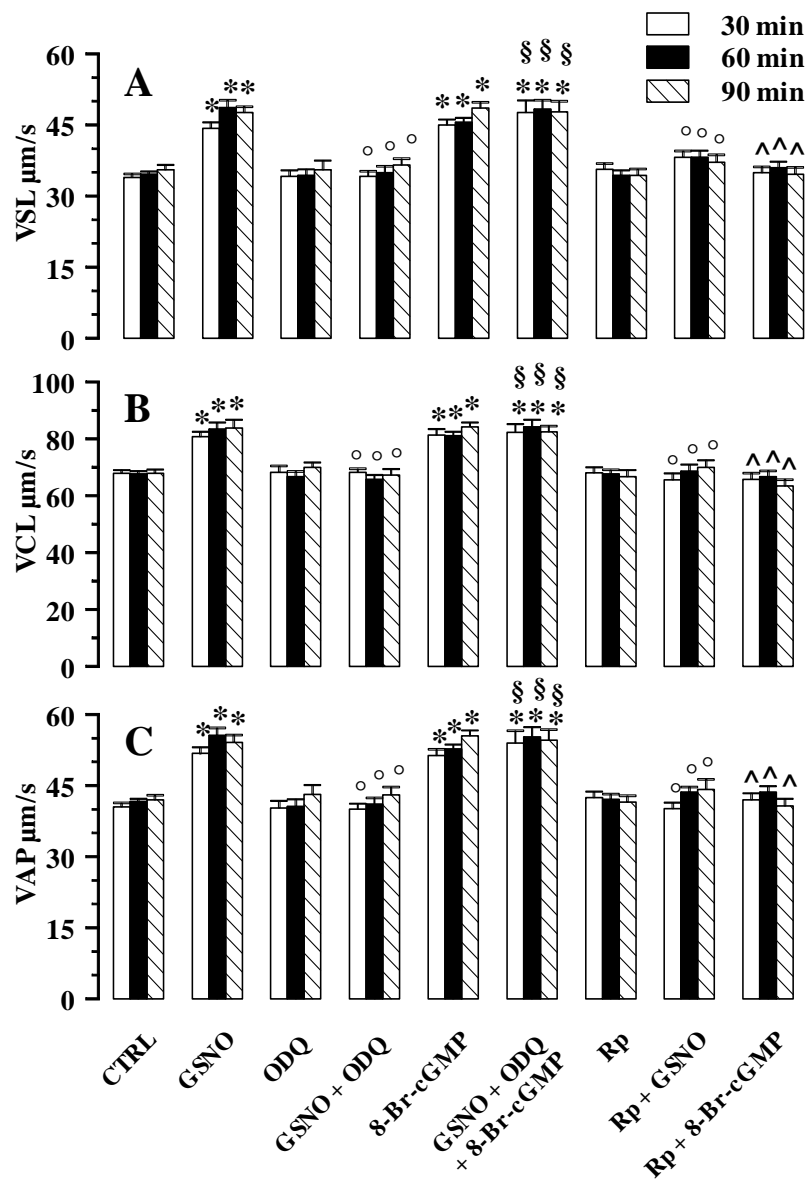 30 min
60 min
90 min
A
VSL µm/s
60
45
30
15
0
* * *
° ° °
* * *
§ § §
* * *
° ° °
^ ^ ^
B
VCL µm/s
100
80
60
40
20
0
* * *
° ° °
* * *
§ § §
* * *
° ° °
^ ^ ^
C
VAP µm/s
60
45
30
15
0
* * *
° ° °
* * *
§ § §
* * *
° ° °
^ ^ ^
CTRL
GSNO
ODQ
GSNO + ODQ
8-Br-cGMP
GSNO + ODQ
+ 8-Br-cGMP
Rp
Rp + GSNO
Rp + 8-Br-cGMP